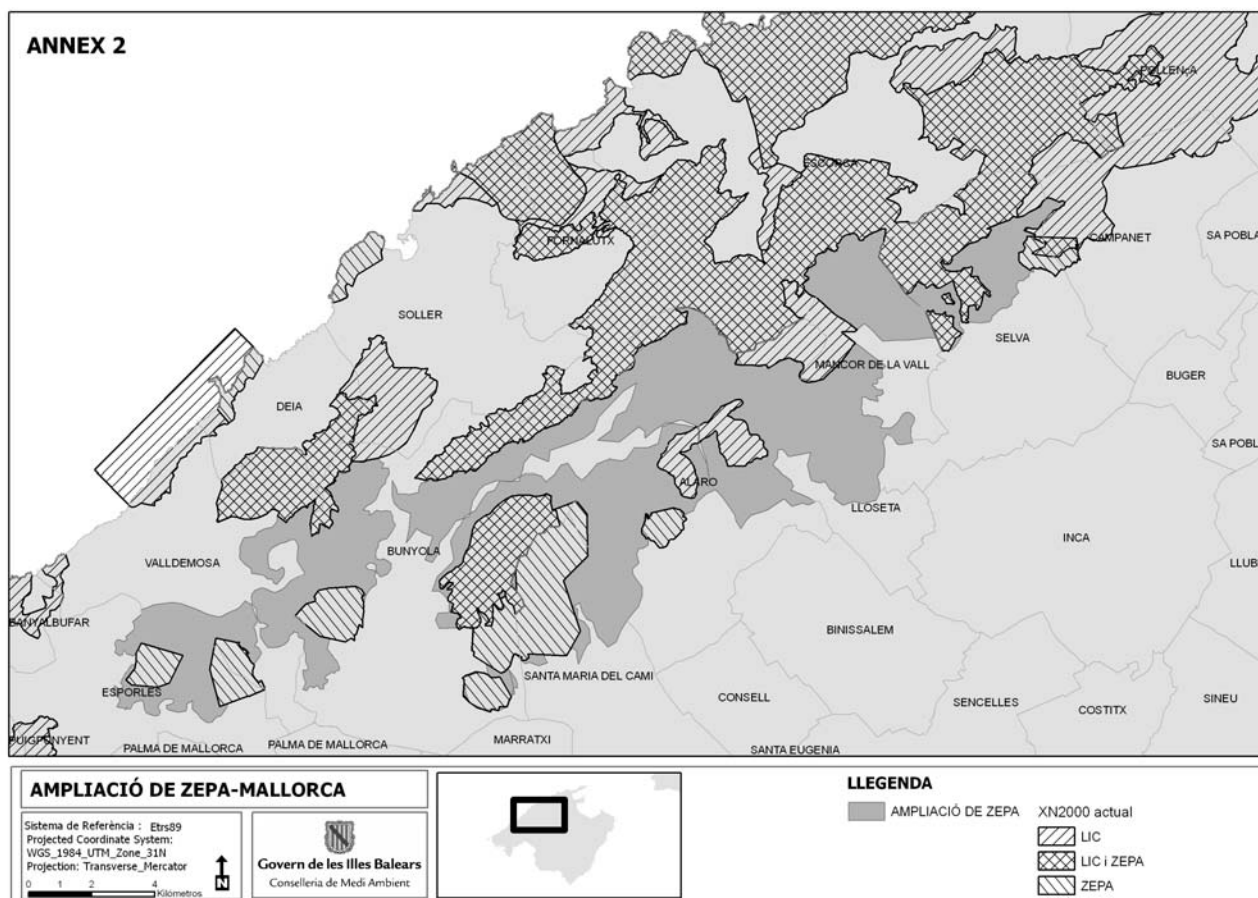 ANNEX 2
POLLENÇA
ESCORCA
FORNALUTX
CAMPANET
SA POBLA
SOLLER
SELVA
MANCOR DE LA VALL
BUGER
DEIA
SA POBL
ALARO
LLOSETA
INCA
BUNYOLA
VALLDEMOSA
LLUB
BANYALBUFAR
BINISSALEM
ESPORLES
SANTA MARIA DEL CAMI
CONSELL
SENCELLES
COSTITX
SINEU
PUIGPUNYENT
PALMA DE MALLORCA
PALMA DE MALLORCA
MARRATXI
SANTA EUGENIA
AMPLIACIÓ DE ZEPA-MALLORCA
Sistema de Referència : Etrs89
Projected Coordinate System:
WGS_1984_UTM_Zone_31N
Projection: Transverse_Mercator
N
0 1 2 4
Kilómetros
Govern de les Illes Balears
Conselleria de Medi Ambient
LLEGENDA
AMPLIACIÓ DE ZEPA
XN2000 actual
LIC
LIC i ZEPA
ZEPA